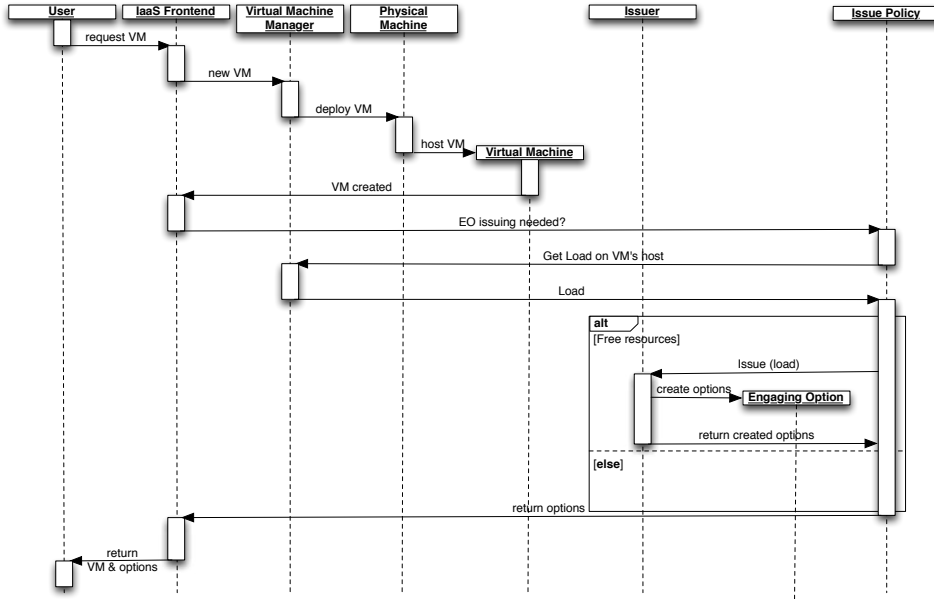 User
IaaS Frontend
Virtual Machine
Manager
Physical
Machine
Issuer
Issue Policy
request VM
new VM
deploy VM
host VM
Virtual Machine
VM created
EO issuing needed?
Get Load on VM's host
Load
alt
[Free resources]
Issue (load)
create options
Engaging Option
return created options
[else]
return options
return
VM & options